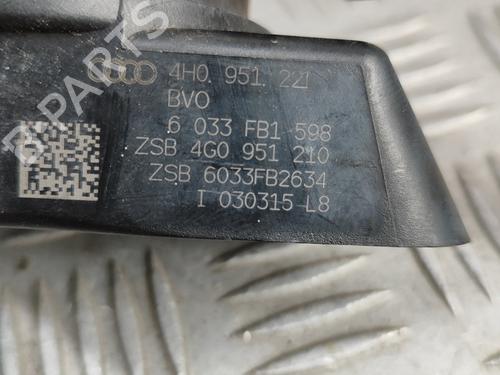 B-PARTS
4H0 951 221
BVO
6 033 FB1-598
ZSB 4G0 951 210
ZSB 6033FB2634
I 030315 L8